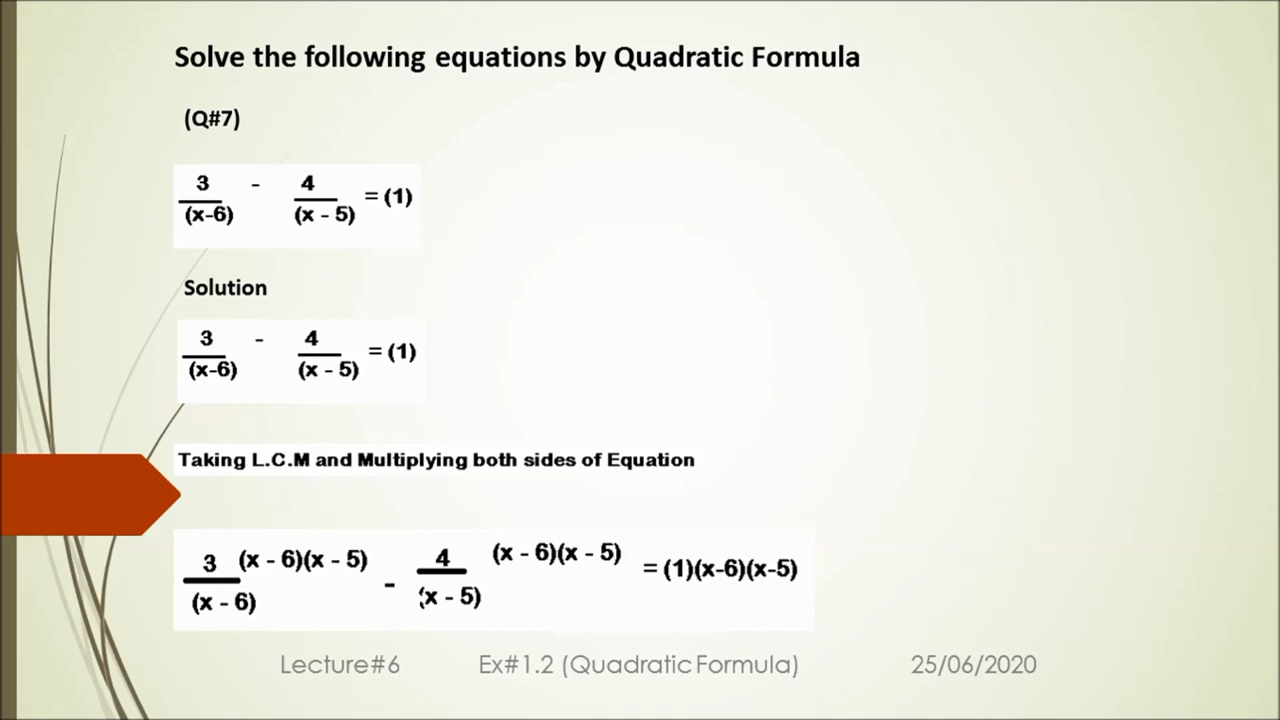 Solve the following equations by Quadratic Formula
(Q#7)
3 - 4 = (1)
(x-6) (x - 5)
Solution
3 - 4 = (1)
(x-6) (x - 5)
Taking L.C.M and Multiplying both sides of Equation
3 (x - 6)(x - 5) - 4 (x - 6)(x - 5) = (1)(x-6)(x-5)
(x - 6) (x - 5)
Lecture#6 Ex#1.2 (Quadratic Formula) 25/06/2020